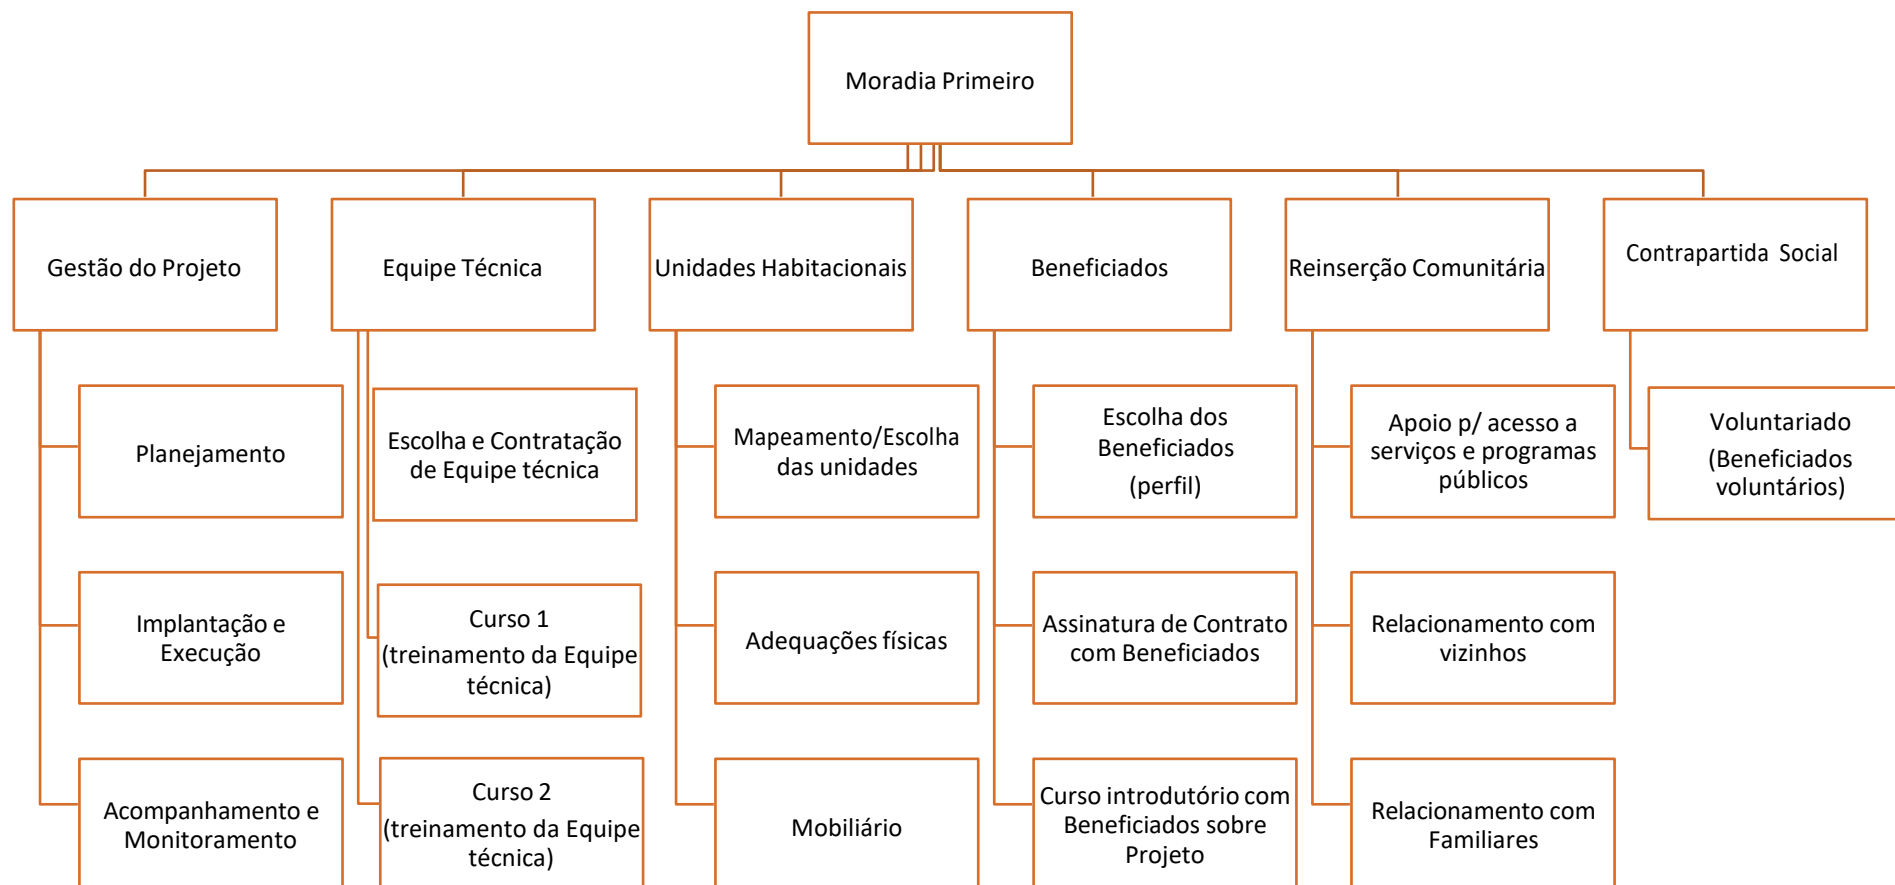 Moradia Primeiro
Gestão do Projeto
Equipe Técnica
Unidades Habitacionais
Beneficiados
Reinserção Comunitária
Contrapartida Social
Planejamento
Escolha e Contratação
de Equipe técnica
Mapeamento/Escolha
das unidades
Escolha dos
Beneficiados
(perfil)
Apoio p/ acesso a
serviços e programas
públicos
Voluntariado
(Beneficiados
voluntários)
Implantação e
Execução
Curso 1
(treinamento da Equipe
técnica)
Adequações físicas
Assinatura de Contrato
com Beneficiados
Relacionamento com
vizinhos
Acompanhamento e
Monitoramento
Curso 2
(treinamento da Equipe
técnica)
Mobiliário
Curso introdutório com
Beneficiados sobre
Projeto
Relacionamento com
Familiares